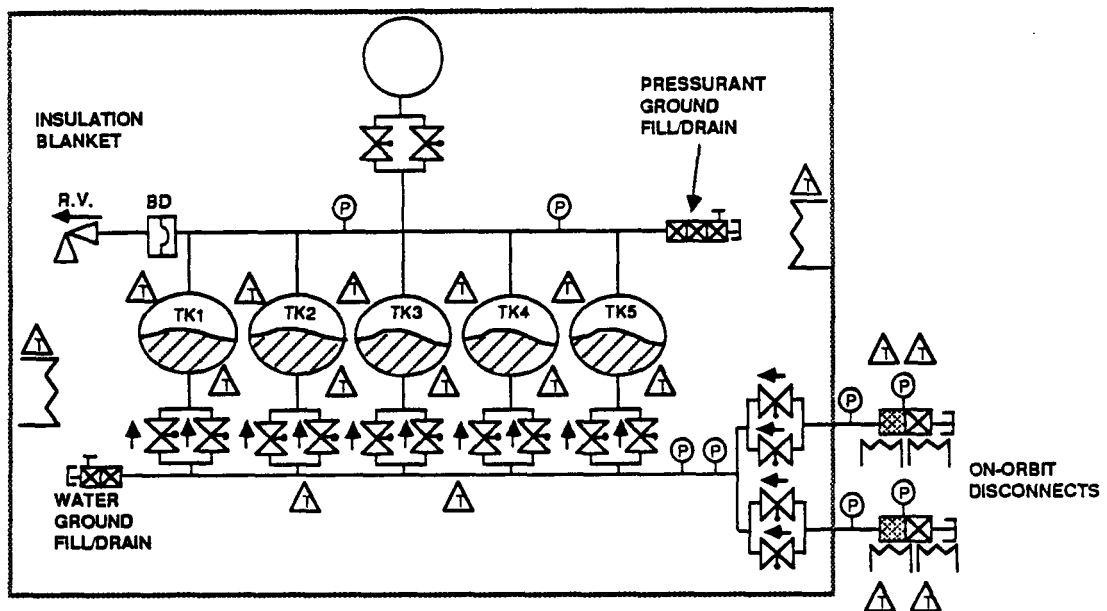 INSULATION
BLANKET
PRESSURANT
GROUND
FILL/DRAIN
T
R.V.
BD
P
P
T
T
T
T
T
TK1
TK2
TK3
TK4
TK5
T
T
T
T
T
T
T
T
P
P
P
P
WATER
GROUND
FILL/DRAIN
T
T
P
P
ON-ORBIT
DISCONNECTS
T
T